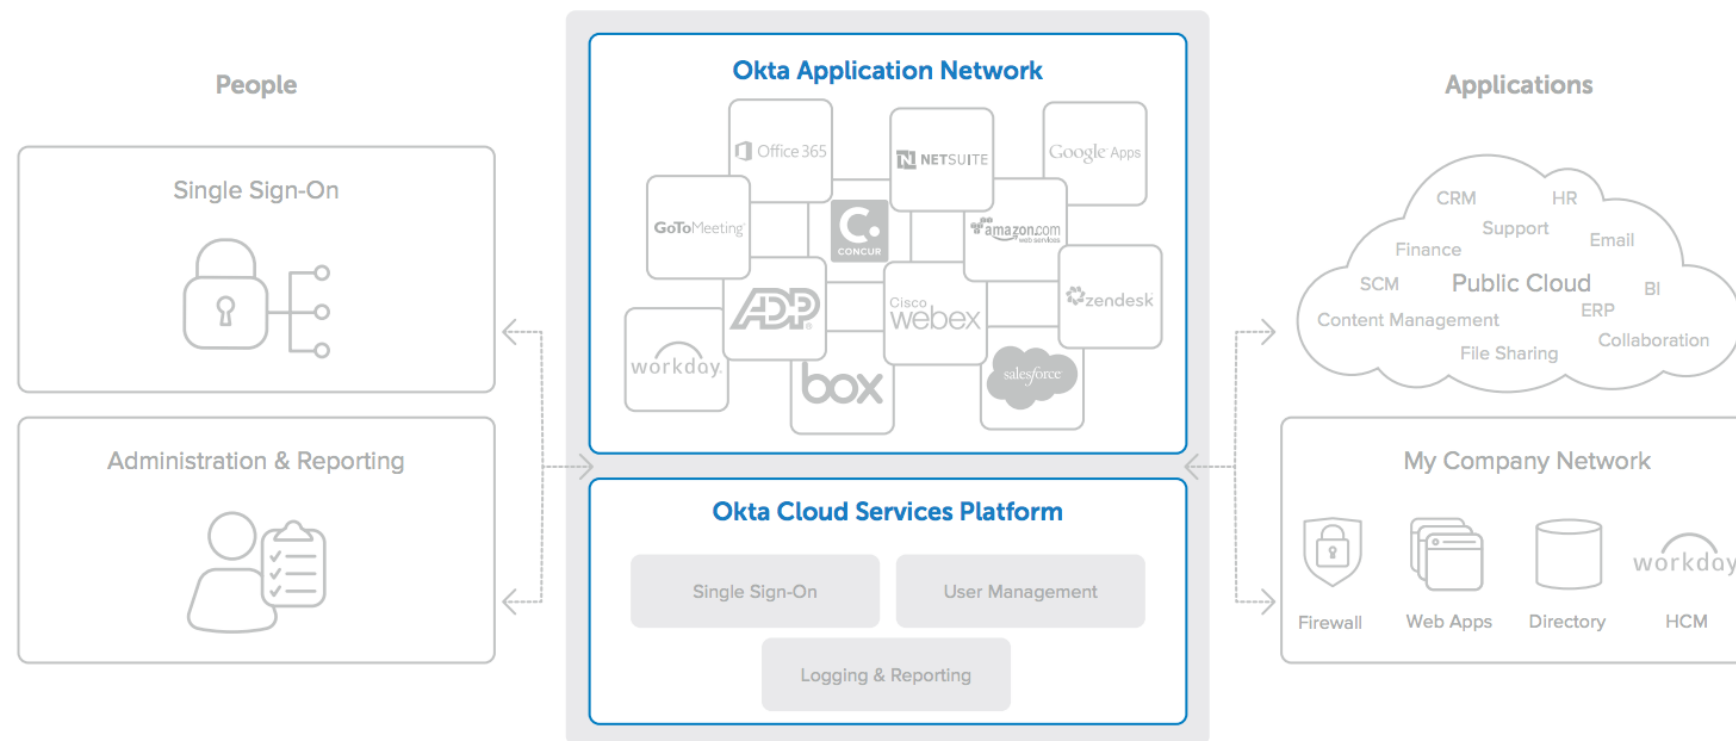 People
Single Sign-On
Administration & Reporting
Okta Application Network
Office 365
NETSUITE
Google Apps
GoToMeeting
C.
CONCUR
amazon.com
web services
ADP
Cisco
webex
zendesk
workday.
box
salesforce
Okta Cloud Services Platform
Single Sign-On
User Management
Logging & Reporting
Applications
CRM
HR
Support
Finance
Email
SCM
Public Cloud
BI
ERP
Content Management
Collaboration
File Sharing
My Company Network
workday
Firewall
Web Apps
Directory
HCM